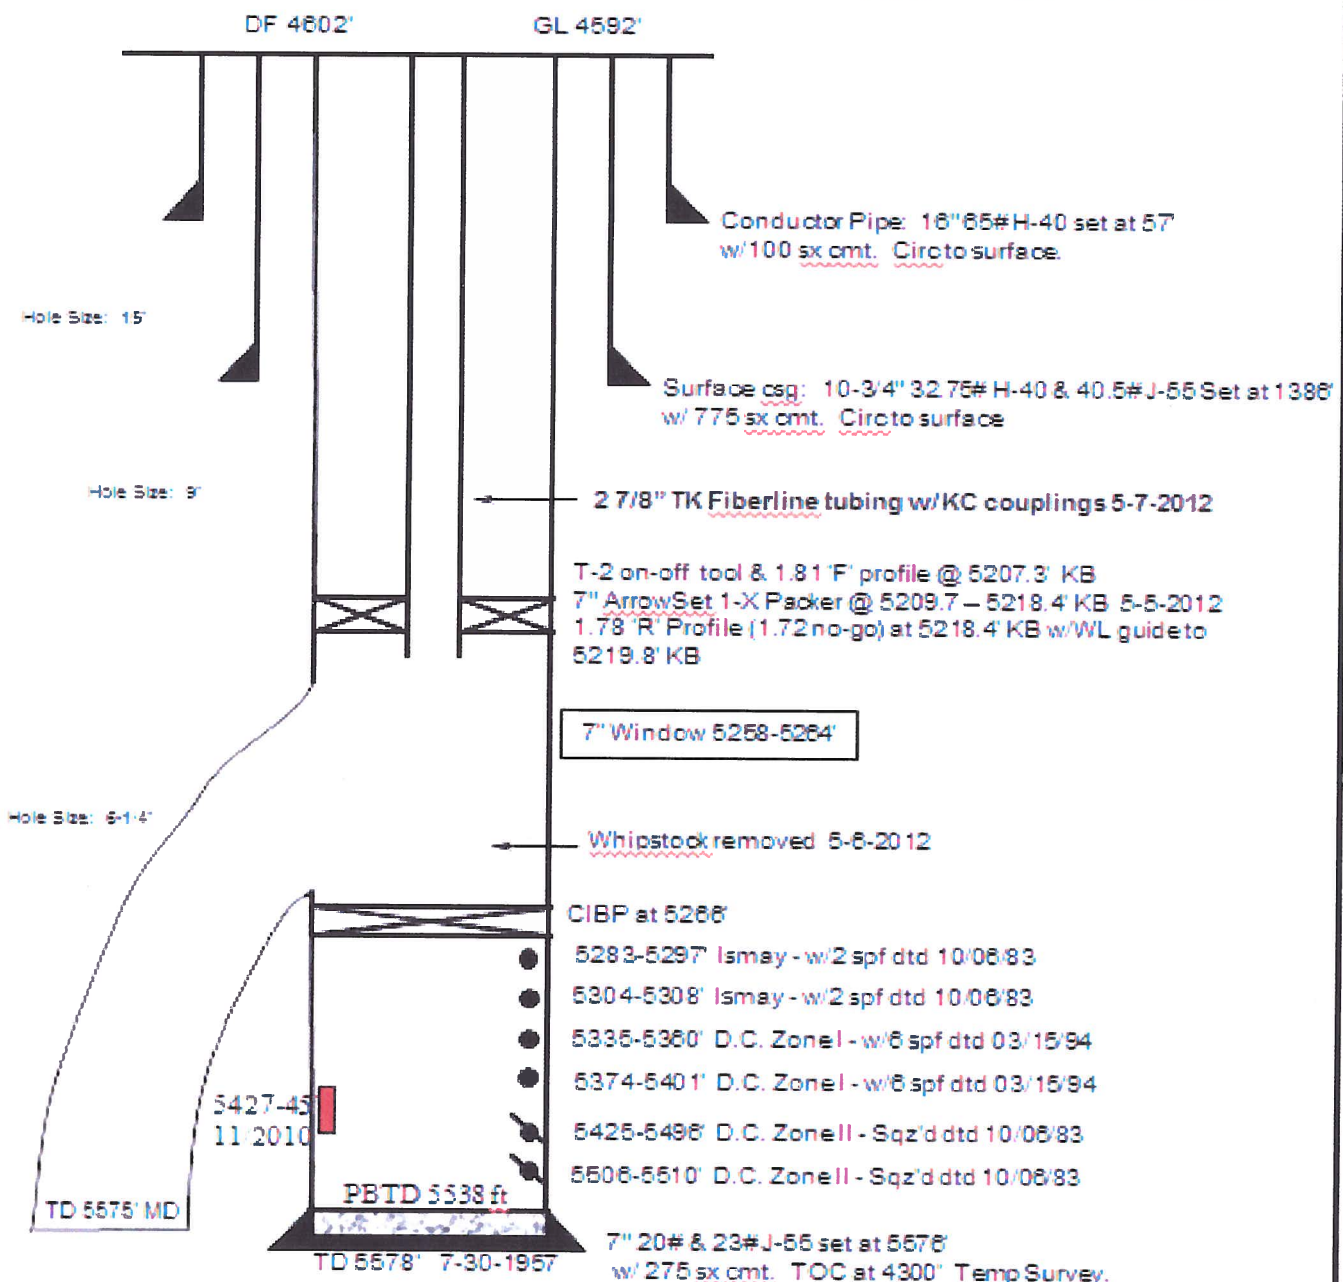 DF 4602' GL 4592'
Conductor Pipe: 16" 65# H-40 set at 57'
w/ 100 sx cmt. Circ to surface.
Hole Size: 15"
Surface csg: 10-3/4" 32.75# H-40 & 40.5# J-55 Set at 1386'
w/ 775 sx cmt. Circ to surface
Hole Size: 9"
2 7/8" TK Fiberline tubing w/ KC couplings 5-7-2012
T-2 on-off tool & 1.81 'F' profile @ 5207.3' KB
7" ArrowSet 1-X Packer @ 5209.7 – 5218.4' KB 5-5-2012
1.78 'R' Profile (1.72 no-go) at 5218.4' KB w/WL guide to
5219.8' KB
7" Window 5258-5264'
Hole Size: 6-1/4"
Whipstock removed 5-6-2012
CIBP at 5266'
5283-5297' Ismay - w/2 spf dtd 10/06/83
5304-5308' Ismay - w/2 spf dtd 10/06/83
5335-5360' D.C. Zone I - w/6 spf dtd 03/15/94
5374-5401' D.C. Zone I - w/6 spf dtd 03/15/94
5427-45
11/2010
5425-5496' D.C. Zone II - Sqz'd dtd 10/06/83
5506-5510' D.C. Zone II - Sqz'd dtd 10/06/83
PBTD 5538 ft
TD 5575' MD
TD 5578' 7-30-1957
7" 20# & 23# J-55 set at 5576'
w/ 275 sx cmt. TOC at 4300" Temp Survey.